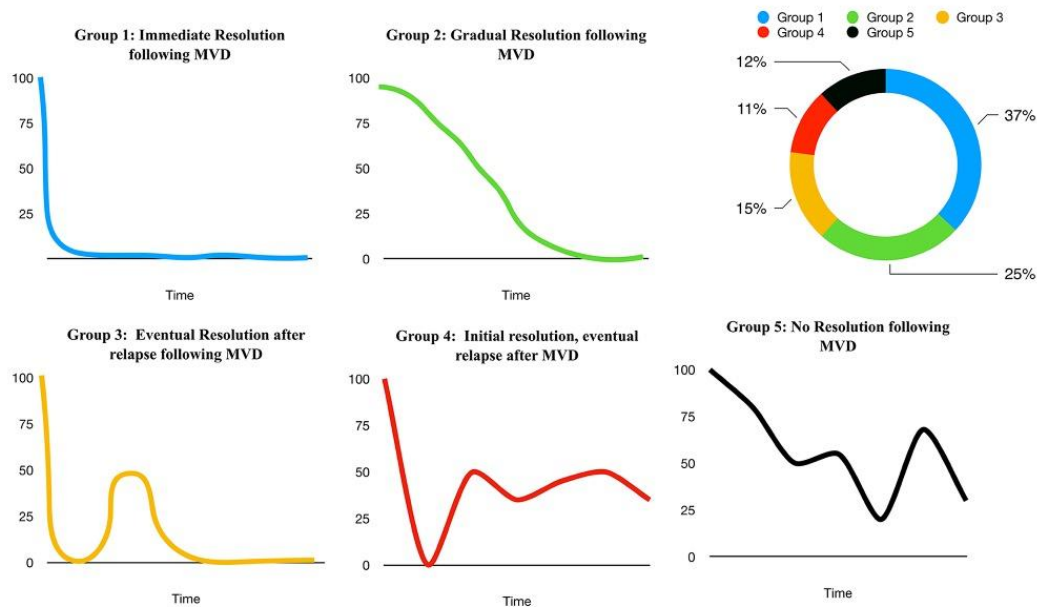 Group 1: Immediate Resolution
following MVD
100
75
50
25
0
Time
Group 2: Gradual Resolution following
MVD
100
75
50
25
0
Time
Group 1
Group 2
Group 3
Group 4
Group 5
12%
11%
15%
37%
25%
Group 3: Eventual Resolution after
relapse following MVD
100
75
50
25
0
Time
Group 4: Initial resolution, eventual
relapse after MVD
100
75
50
25
0
Time
Group 5: No Resolution following
MVD
100
75
50
25
0
Time